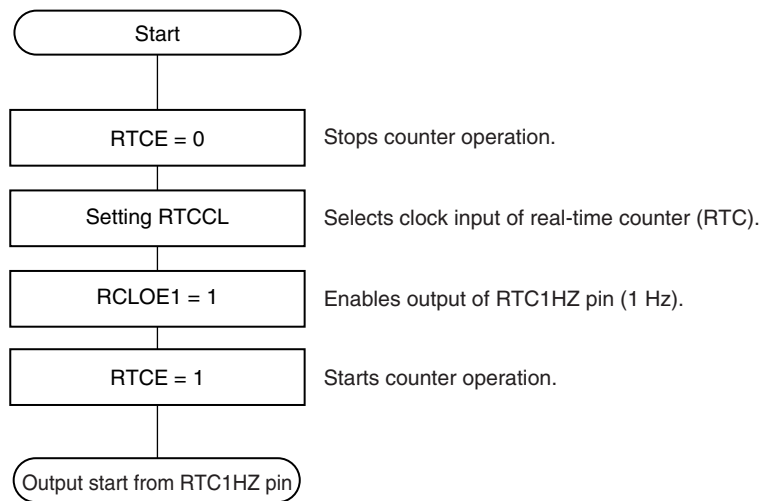 Start
RTCE = 0
Stops counter operation.
Setting RTCCL
Selects clock input of real-time counter (RTC).
RCLOE1 = 1
Enables output of RTC1HZ pin (1 Hz).
RTCE = 1
Starts counter operation.
Output start from RTC1HZ pin